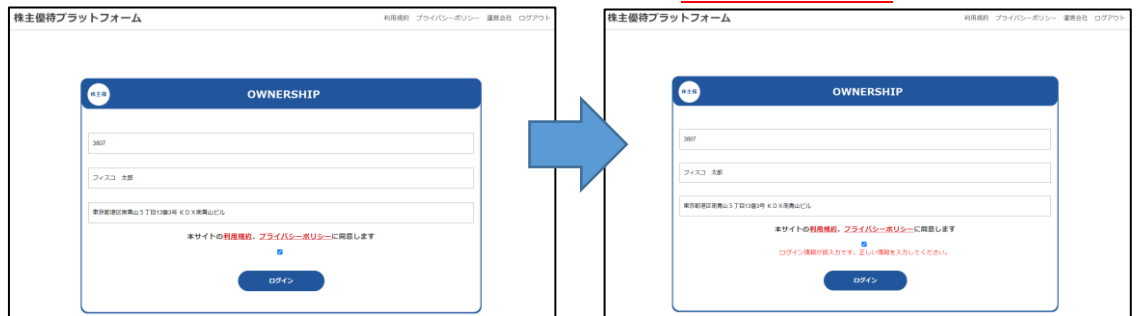 株主優待プラットフォーム
利用規約 プライバシーポリシー 運営会社 ログアウト
株主様
OWNERSHIP
3807
フィスコ 太郎
東京都港区南青山5丁目13番3号 KDX南青山ビル
本サイトの利用規約、プライバシーポリシーに同意します
ログイン
株主優待プラットフォーム
利用規約 プライバシーポリシー 運営会社 ログアウト
株主様
OWNERSHIP
3807
フィスコ 太郎
東京都港区南青山5丁目13番3号 KDX南青山ビル
本サイトの利用規約、プライバシーポリシーに同意します
ログイン情報が誤入力です。正しい情報を入力してください。
ログイン